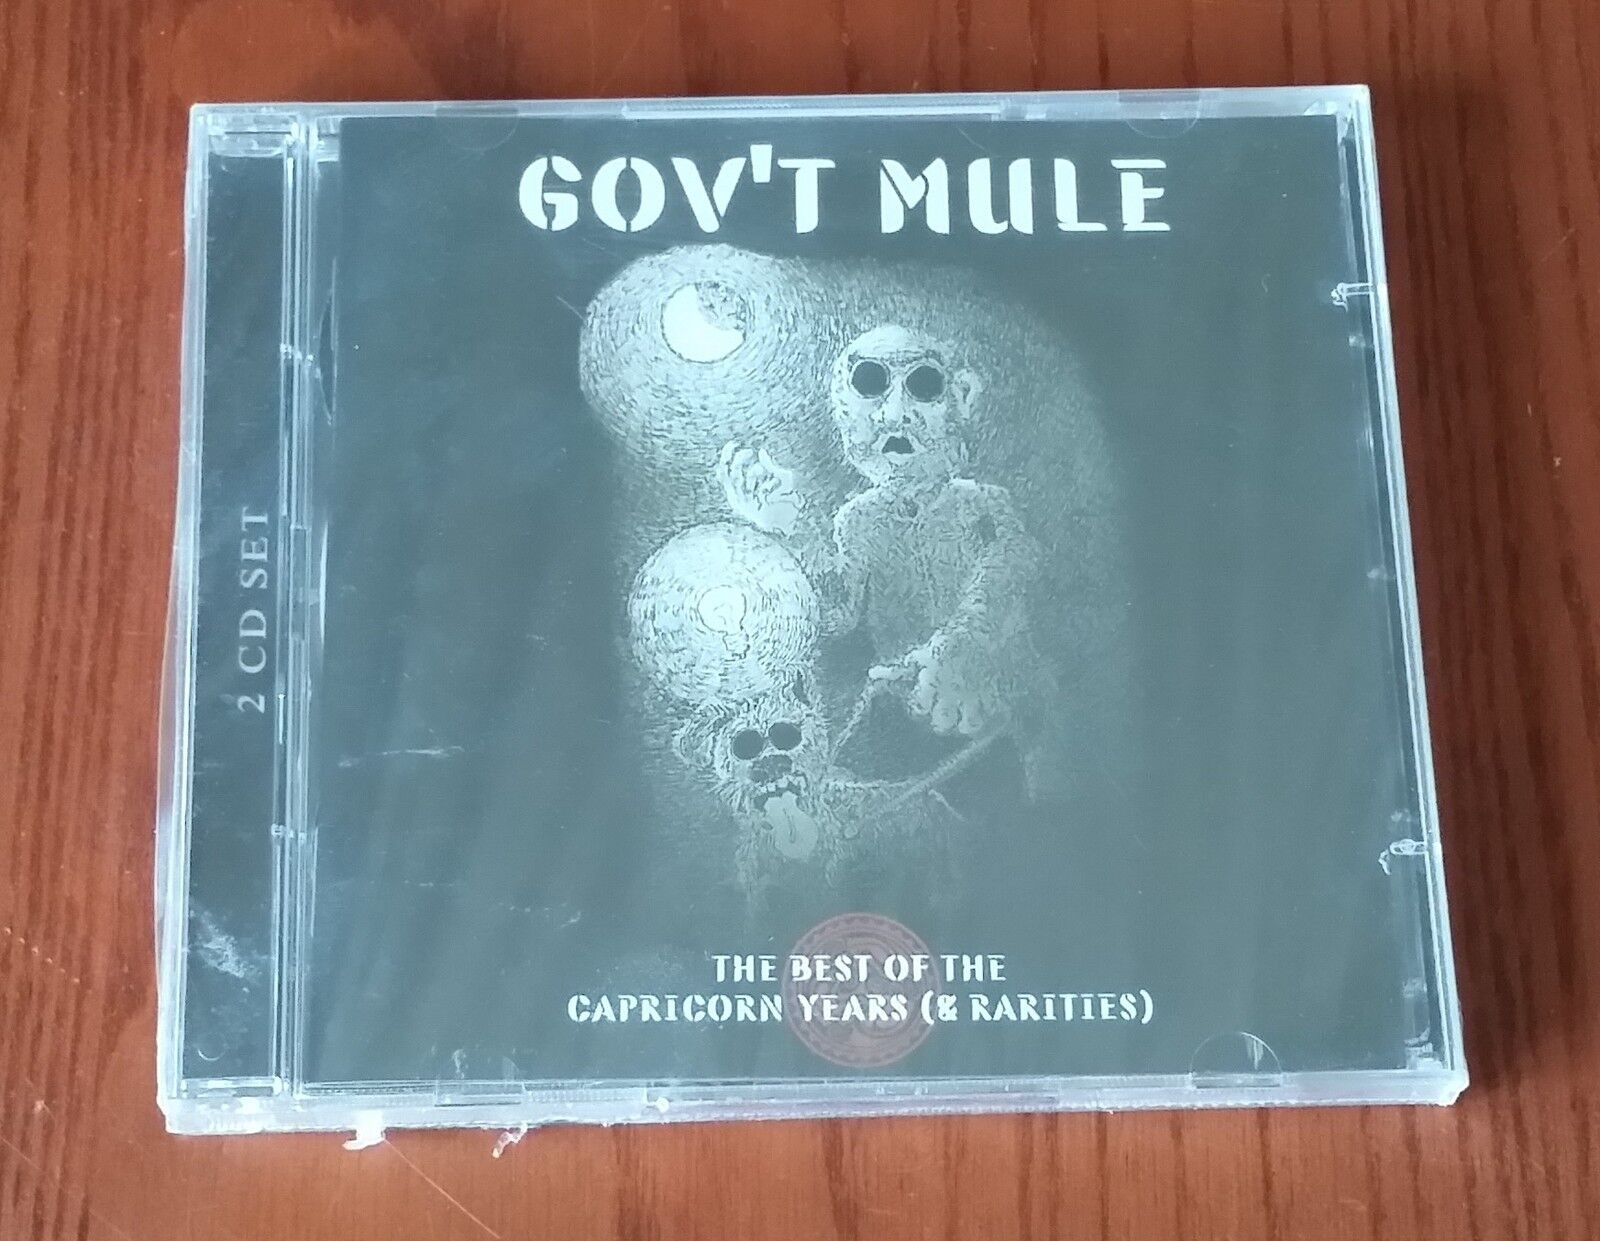 GOV'T MULE
2 CD SET
THE BEST OF THE
CAPRICORN YEARS (& RARITIES)